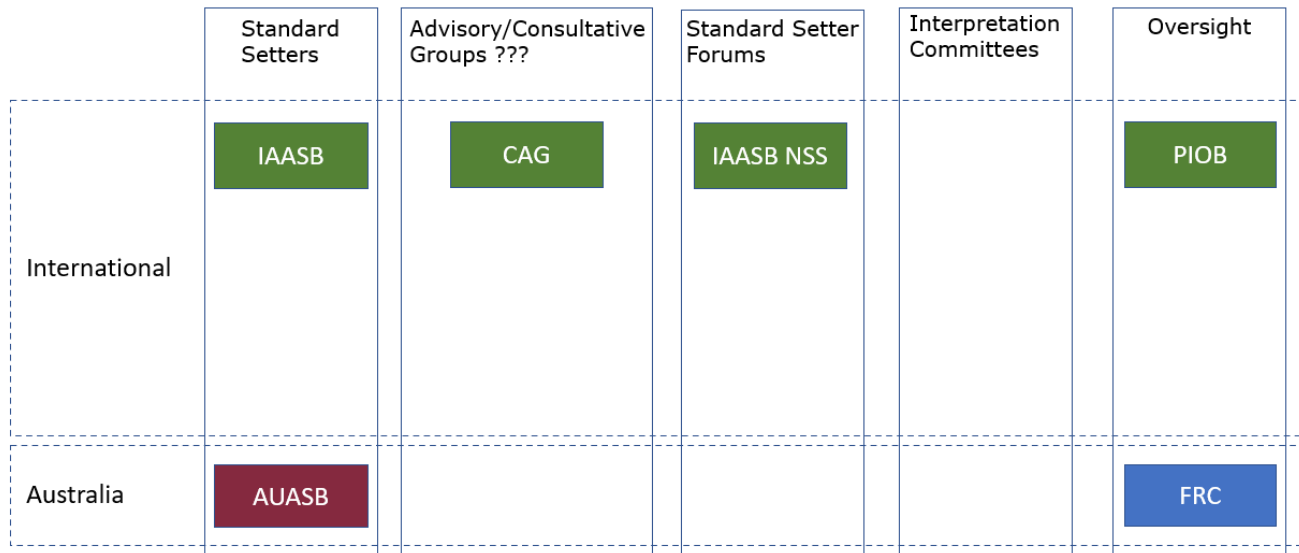 Standard
Setters
Advisory/Consultative
Groups ???
Standard Setter
Forums
Interpretation
Committees
Oversight
International
IAASB
CAG
IAASB NSS
PIOB
Australia
AUASB
FRC